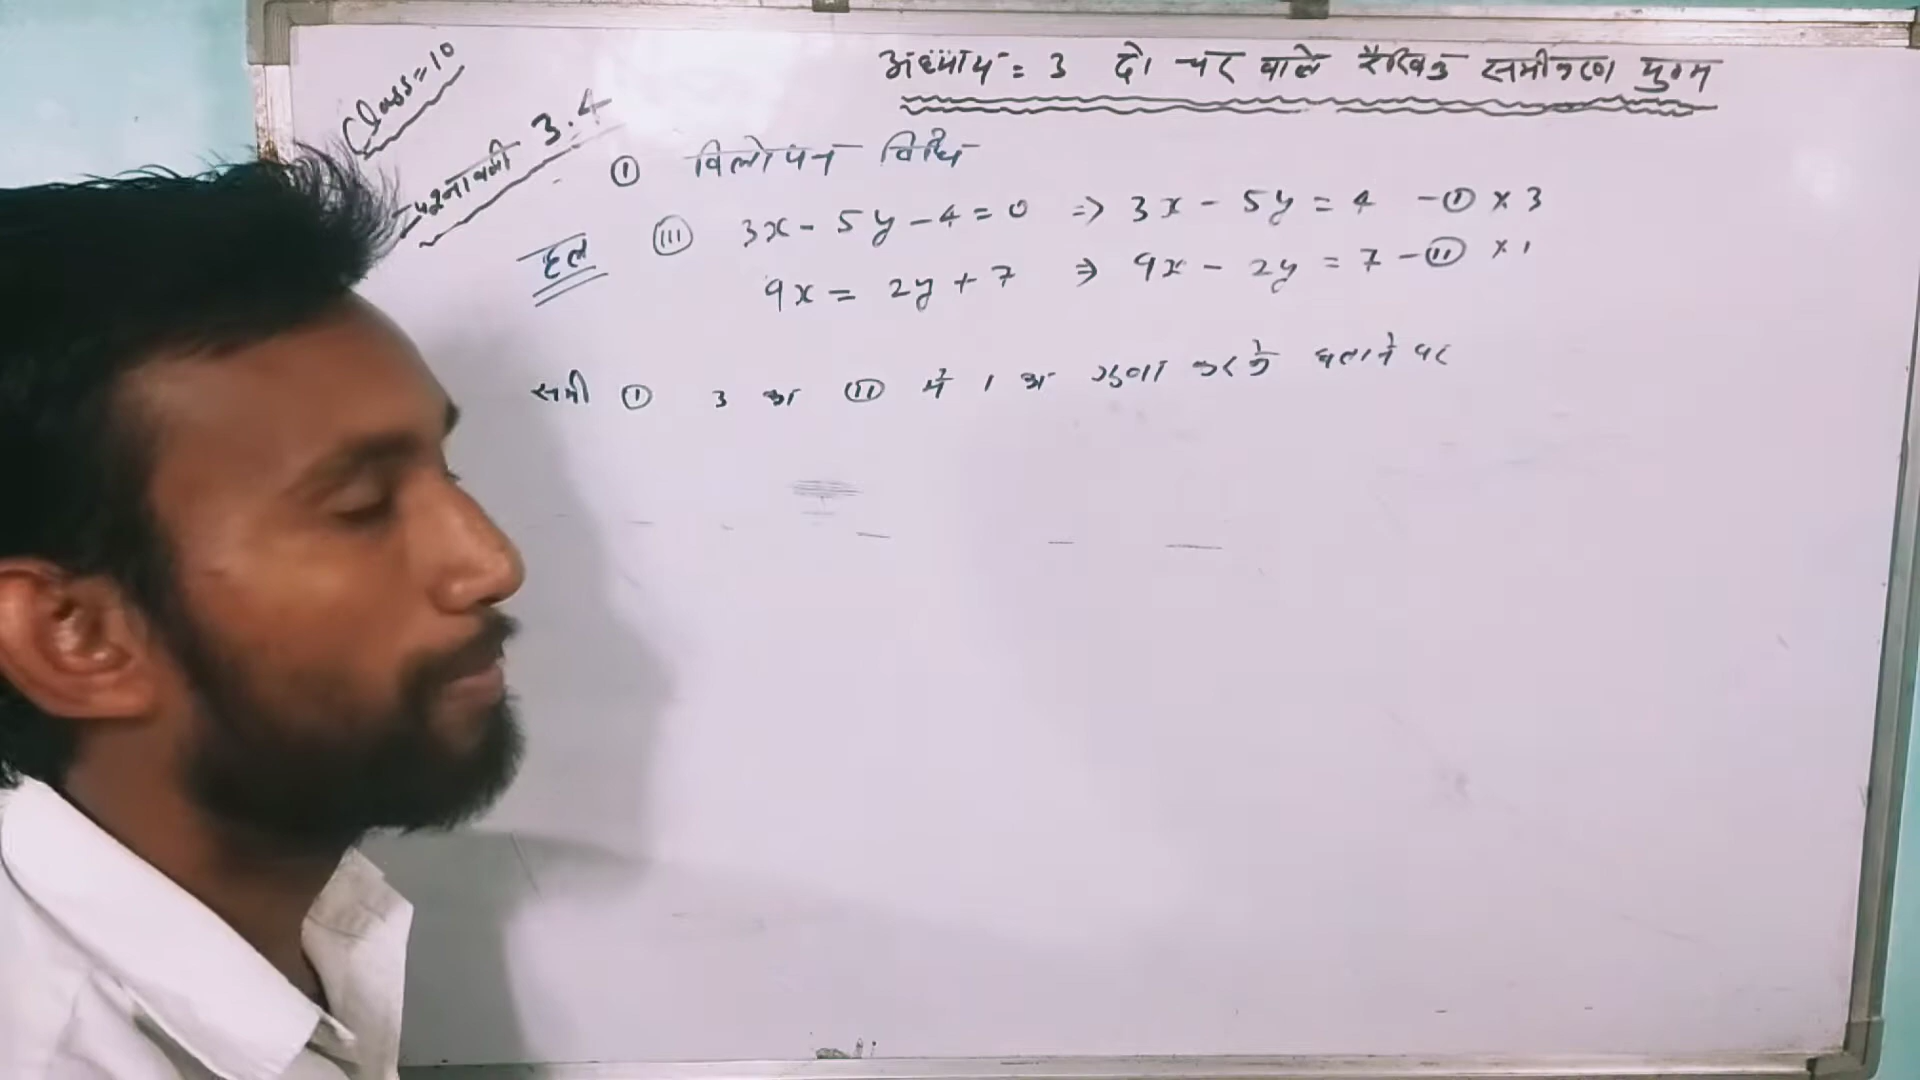 Class = 10
अध्याय = 3 दो चर वाले रैखिक समीकरण युग्म
प्रश्नावली 3.4
① विलोपन विधि
हल (iii) 3x - 5y - 4 = 0 ⇒ 3x - 5y = 4 - ① × 3
9x = 2y + 7 ⇒ 9x - 2y = 7 - ⑪ × 1
समी ① 3 का ⑪ में 1 का गुणा करके घटाने पर